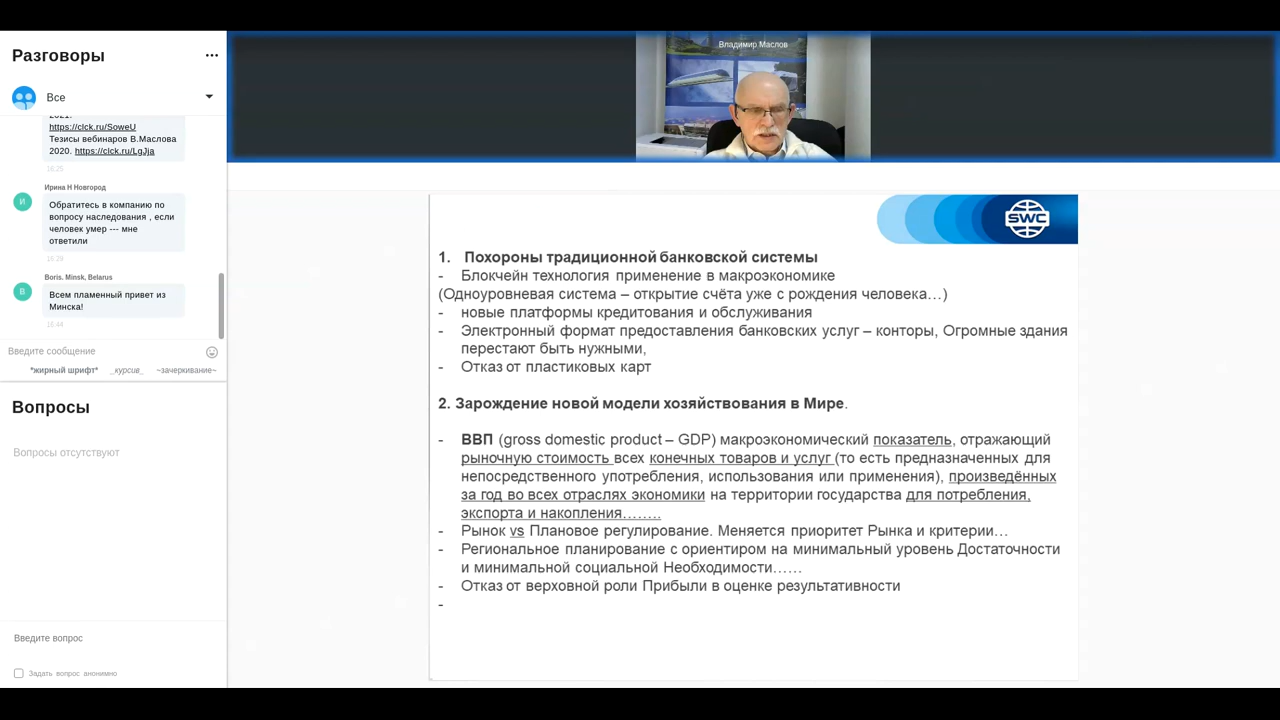 Разговоры
Все
2021.
https://clck.ru/SoweU
Тезисы вебинаров В.Маслова
2020. https://clck.ru/LgJja
16:25
Ирина Н Новгород
И
Обратитесь в компанию по
вопросу наследования , если
человек умер --- мне
ответили
16:39
Boris. Minsk, Belarus
B
Всем пламенный привет из
Минска!
16:44
Введите сообщение
*жирный шрифт* _курсив_ ~зачеркивание~
Вопросы
Вопросы отсутствуют
Введите вопрос
Задать вопрос анонимно
Владимир Маслов
SWC
1. Похороны традиционной банковской системы
- Блокчейн технология применение в макроэкономике
(Одноуровневая система – открытие счёта уже с рождения человека…)
- новые платформы кредитования и обслуживания
- Электронный формат предоставления банковских услуг – конторы, Огромные здания
перестают быть нужными,
- Отказ от пластиковых карт
2. Зарождение новой модели хозяйствования в Мире.
- ВВП (gross domestic product – GDP) макроэкономический показатель, отражающий
рыночную стоимость всех конечных товаров и услуг (то есть предназначенных для
непосредственного употребления, использования или применения), произведённых
за год во всех отраслях экономики на территории государства для потребления,
экспорта и накопления……..
- Рынок vs Плановое регулирование. Меняется приоритет Рынка и критерии…
- Региональное планирование с ориентиром на минимальный уровень Достаточности
и минимальной социальной Необходимости……
- Отказ от верховной роли Прибыли в оценке результативности
-